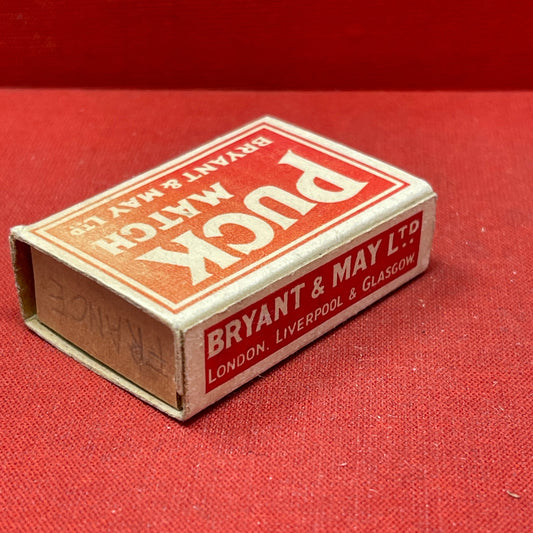 PUCK
MATCH
BRYANT & MAY LTD
BRYANT & MAY LTD
LONDON. LIVERPOOL & GLASGOW.
FRANCE